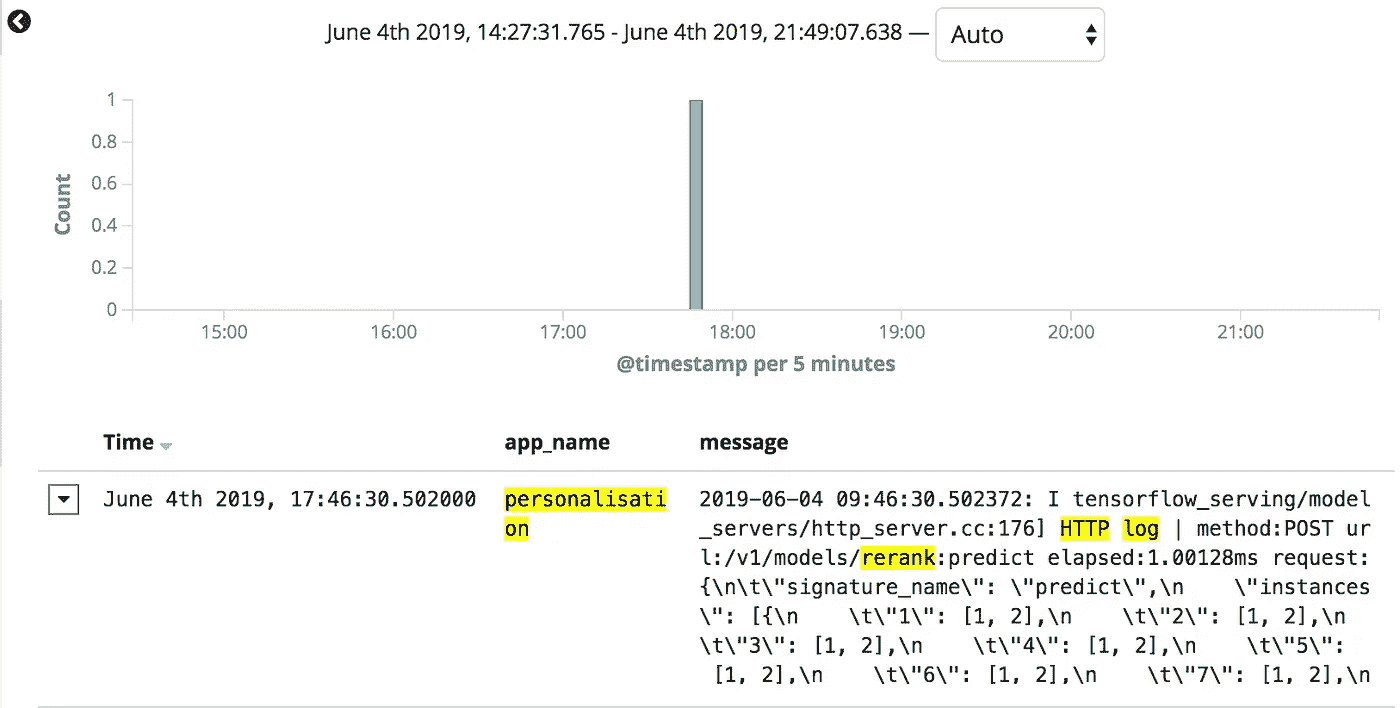 June 4th 2019, 14:27:31.765 - June 4th 2019, 21:49:07.638 — Auto
1
0.8
0.6
0.4
0.2
0
Count
15:00 16:00 17:00 18:00 19:00 20:00 21:00
@timestamp per 5 minutes
Time app_name message
June 4th 2019, 17:46:30.502000 personalisati 2019-06-04 09:46:30.502372: I tensorflow_serving/model
on _servers/http_server.cc:176] HTTP log | method:POST ur
l:/v1/models/rerank:predict elapsed:1.00128ms request:
{\n\t\"signature_name\": \"predict\",\n    \"instances
\": [{\n    \t\"1\": [1, 2],\n    \t\"2\": [1, 2],\n
\t\"3\": [1, 2],\n    \t\"4\": [1, 2],\n    \t\"5\":
[1, 2],\n    \t\"6\": [1, 2],\n    \t\"7\": [1, 2],\n